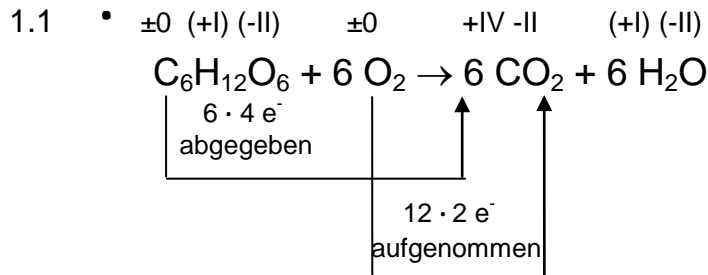 1.1 • ±0 (+I) (-II) ±0 +IV -II (+I) (-II)
C₆H₁₂O₆ + 6 O₂ → 6 CO₂ + 6 H₂O
6 · 4 e⁻
abgegeben
12 · 2 e⁻
aufgenommen